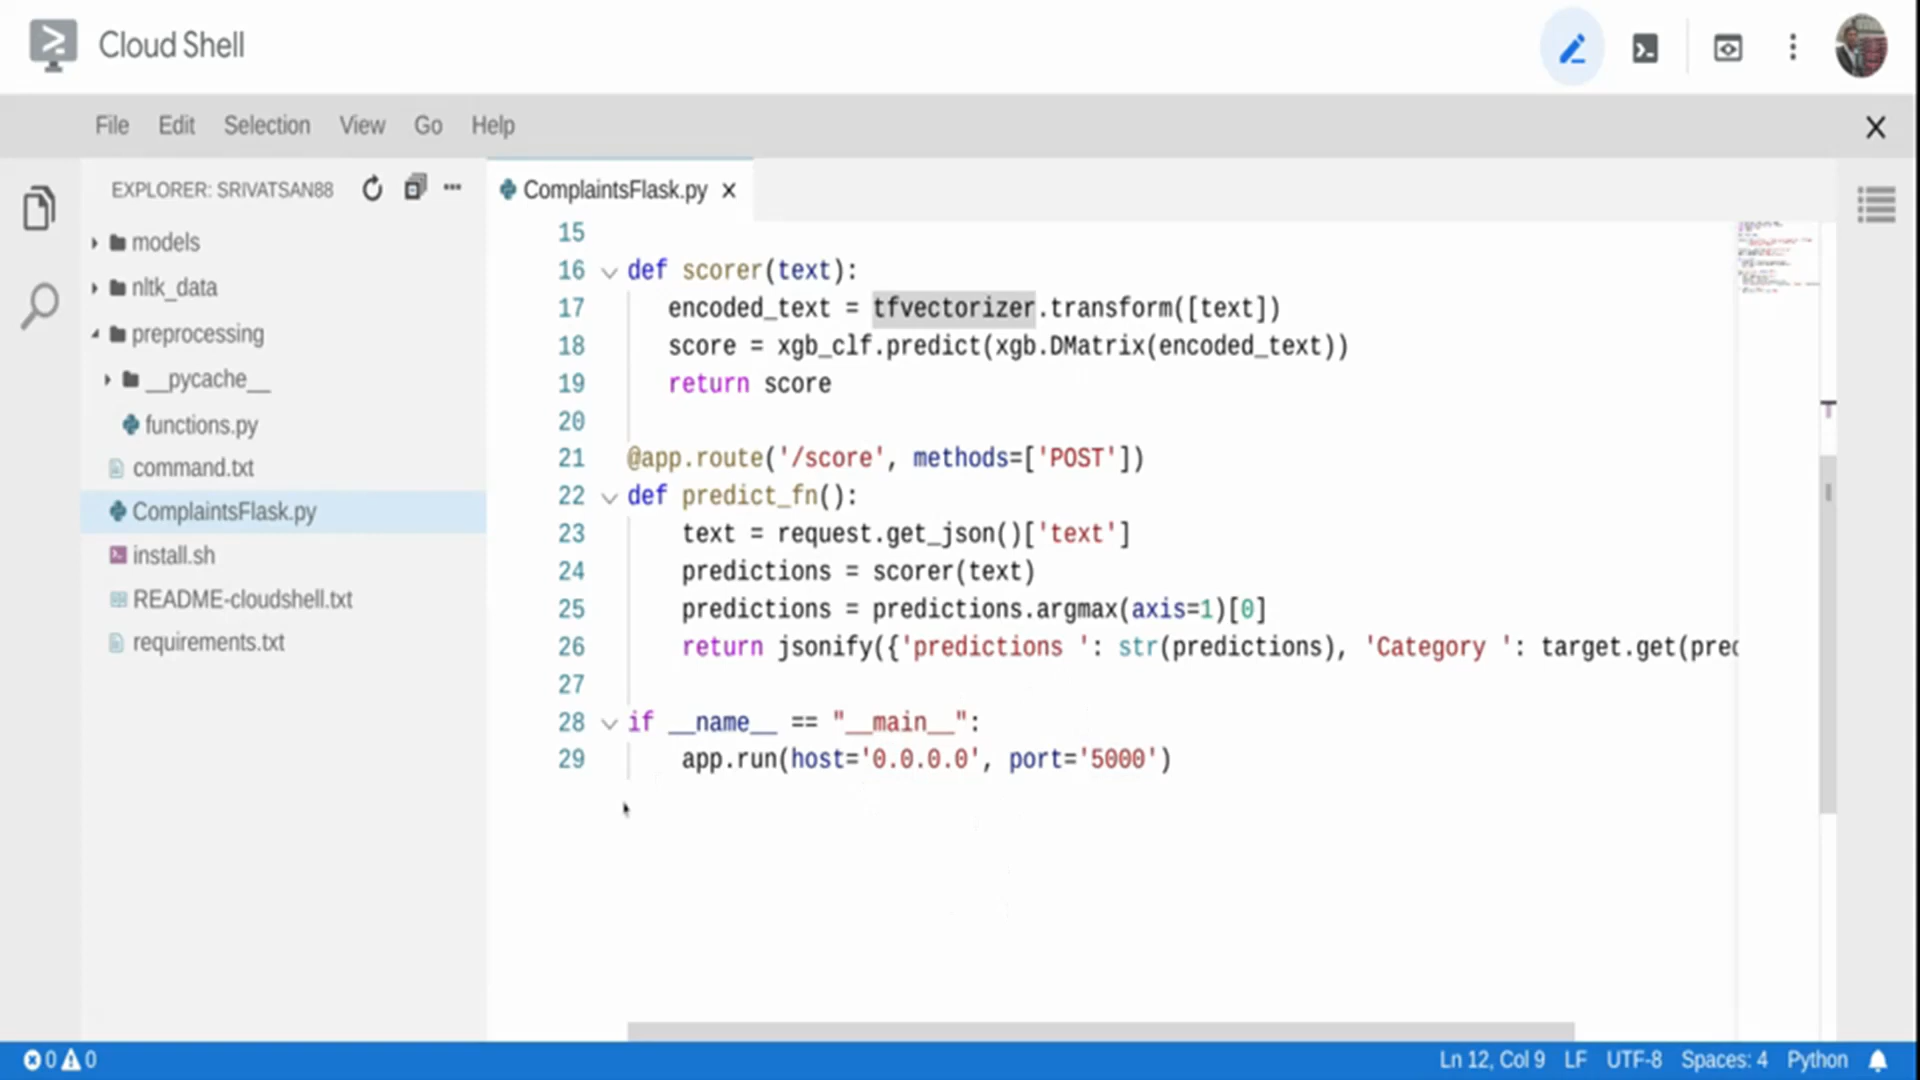 Cloud Shell
File Edit Selection View Go Help
EXPLORER: SRIVATSAN88
models
nltk_data
preprocessing
__pycache__
functions.py
command.txt
ComplaintsFlask.py
install.sh
README-cloudshell.txt
requirements.txt
ComplaintsFlask.py
15
16 def scorer(text):
17 encoded_text = tfvectorizer.transform([text])
18 score = xgb_clf.predict(xgb.DMatrix(encoded_text))
19 return score
20
21 @app.route('/score', methods=['POST'])
22 def predict_fn():
23 text = request.get_json()['text']
24 predictions = scorer(text)
25 predictions = predictions.argmax(axis=1)[0]
26 return jsonify({'predictions ': str(predictions), 'Category ': target.get(pred
27
28 if __name__ == "__main__":
29 app.run(host='0.0.0.0', port='5000')
0 0 Ln 12, Col 9 LF UTF-8 Spaces: 4 Python